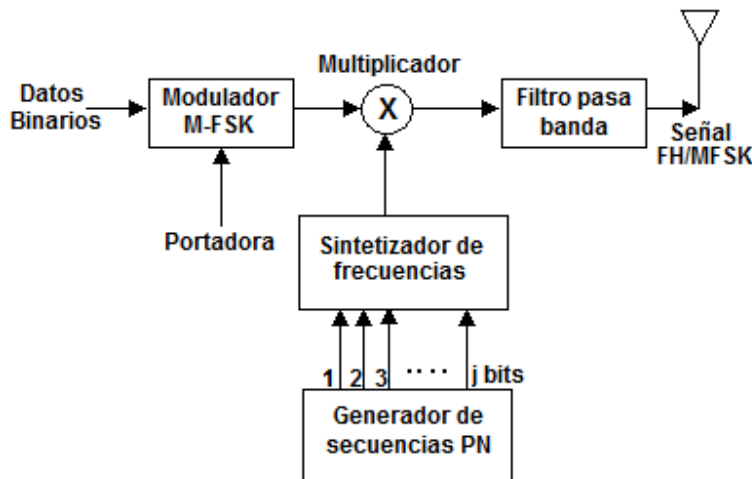 Multiplicador
Datos
Binarios
Modulador
M-FSK
X
Filtro pasa
banda
Señal
FH/MFSK
Portadora
Sintetizador de
frecuencias
1 2 3 .... j bits
Generador de
secuencias PN